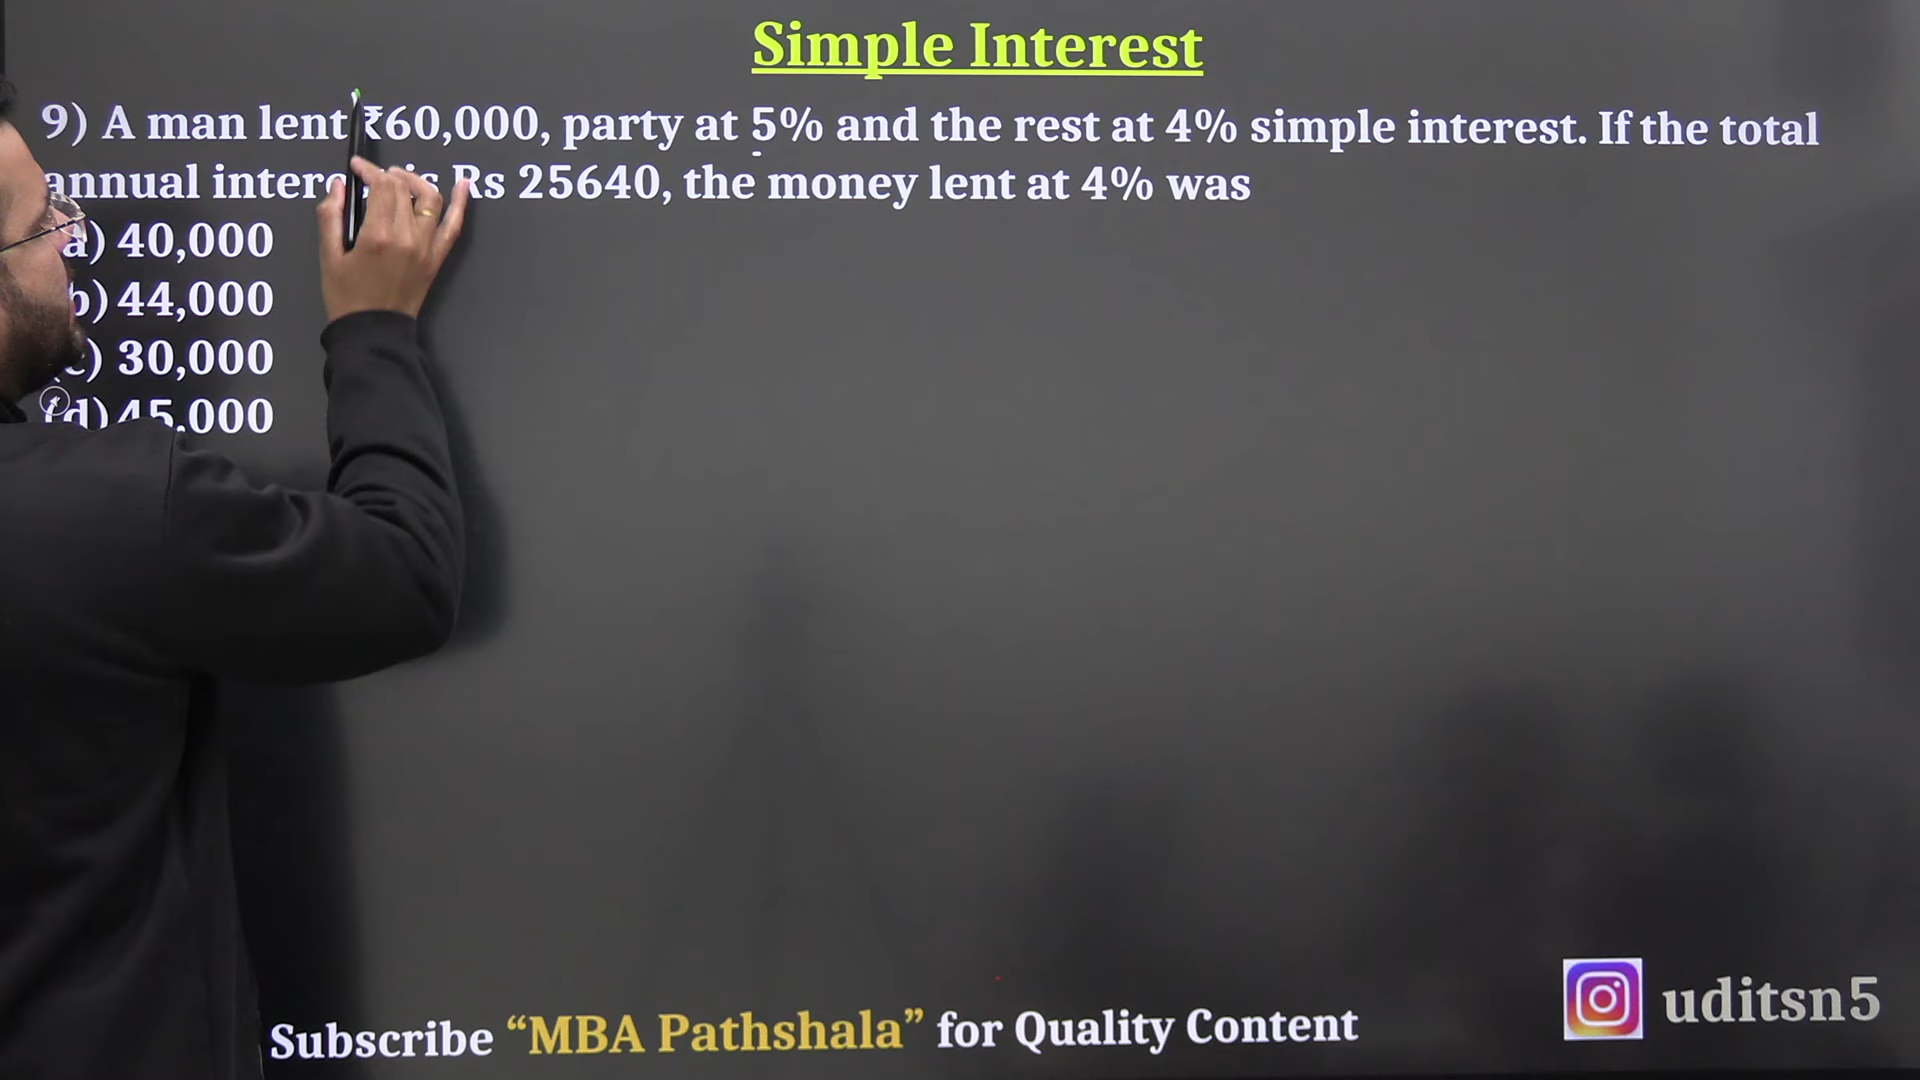 Simple Interest
9) A man lent ₹60,000, party at 5% and the rest at 4% simple interest. If the total
annual is Rs 25640, the money lent at 4% was
a) 40,000
b) 44,000
c) 30,000
(d) 45,000
uditsn5
Subscribe “MBA Pathshala” for Quality Content